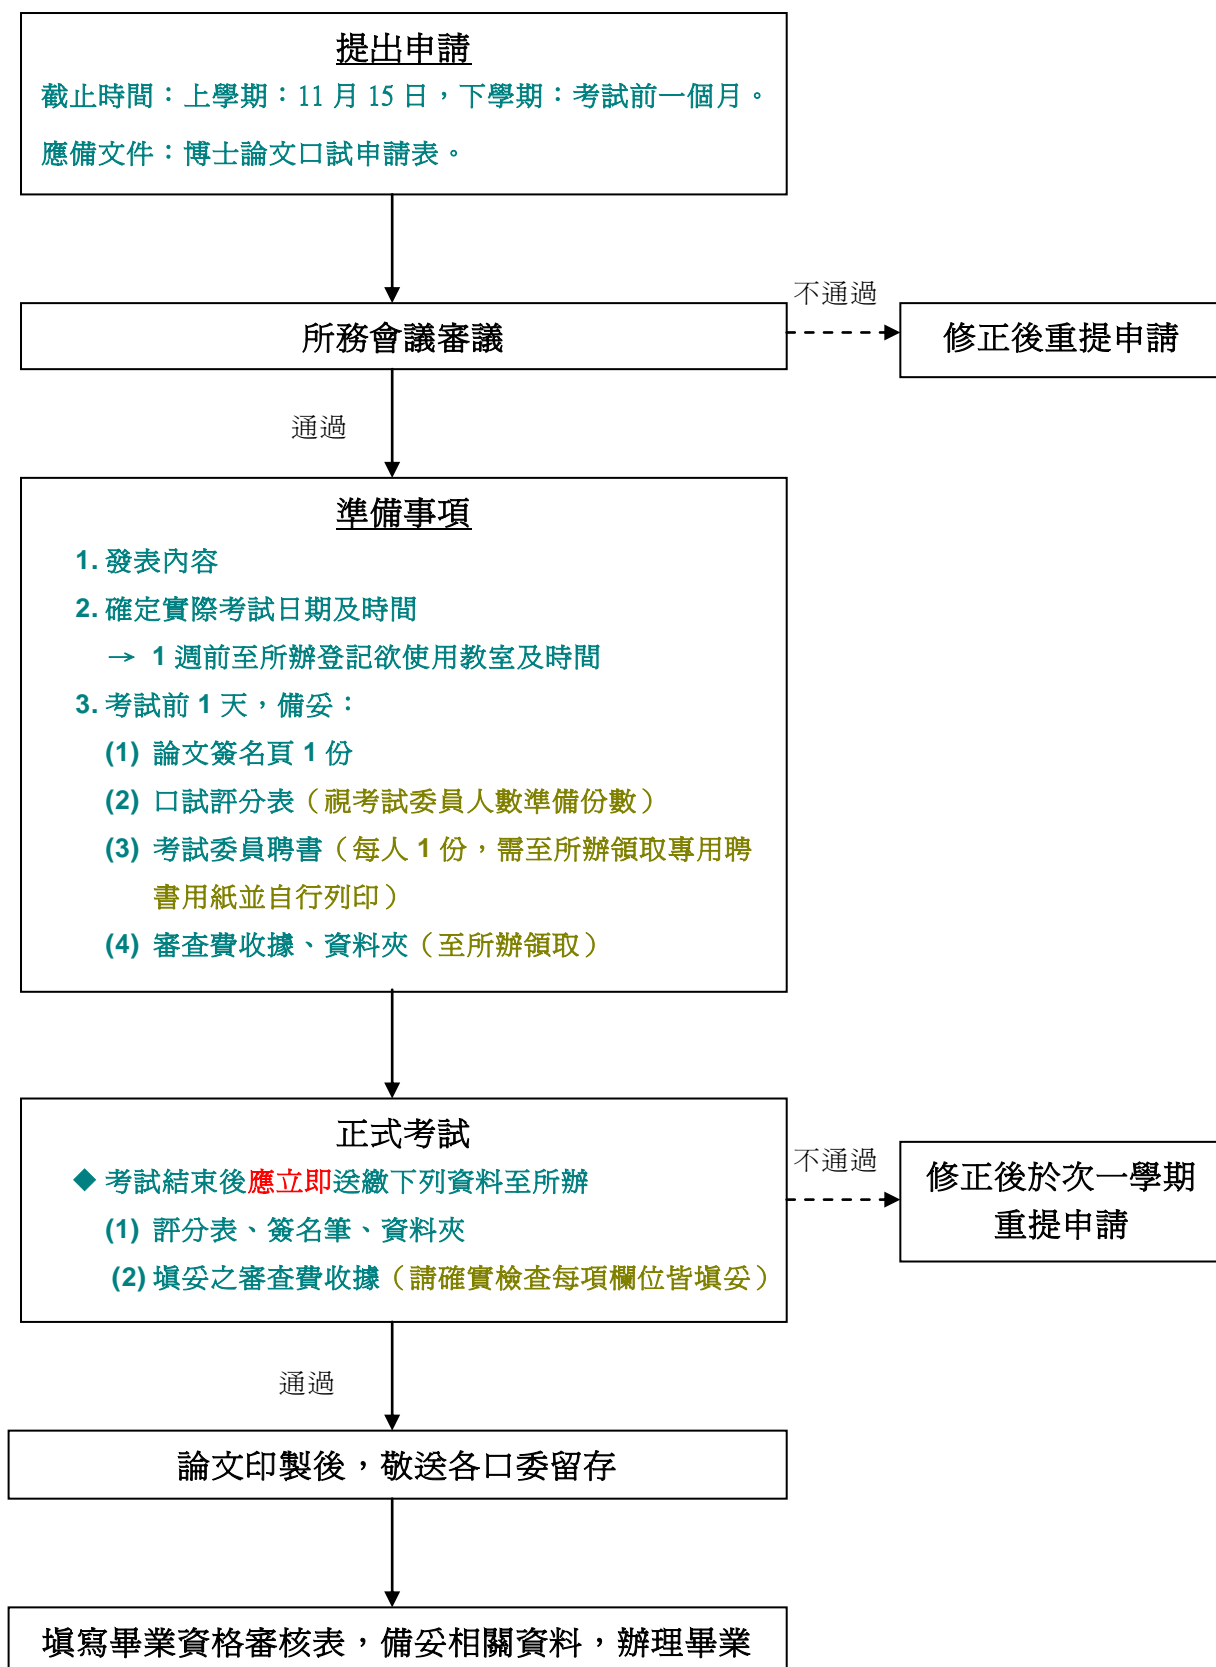 提出申請
截止時間：上學期：11 月 15 日，下學期：考試前一個月。
應備文件：博士論文口試申請表。
不通過
所務會議審議
修正後重提申請
通過
準備事項
1. 發表內容
2. 確定實際考試日期及時間
→ 1 週前至所辦登記欲使用教室及時間
3. 考試前 1 天，備妥：
(1) 論文簽名頁 1 份
(2) 口試評分表（視考試委員人數準備份數）
(3) 考試委員聘書（每人 1 份，需至所辦領取專用聘
書用紙並自行列印）
(4) 審查費收據、資料夾（至所辦領取）
正式考試
不通過
◆ 考試結束後應立即送繳下列資料至所辦
(1) 評分表、簽名筆、資料夾
(2) 填妥之審查費收據（請確實檢查每項欄位皆填妥）
修正後於次一學期
重提申請
通過
論文印製後，敬送各口委留存
填寫畢業資格審核表，備妥相關資料，辦理畢業